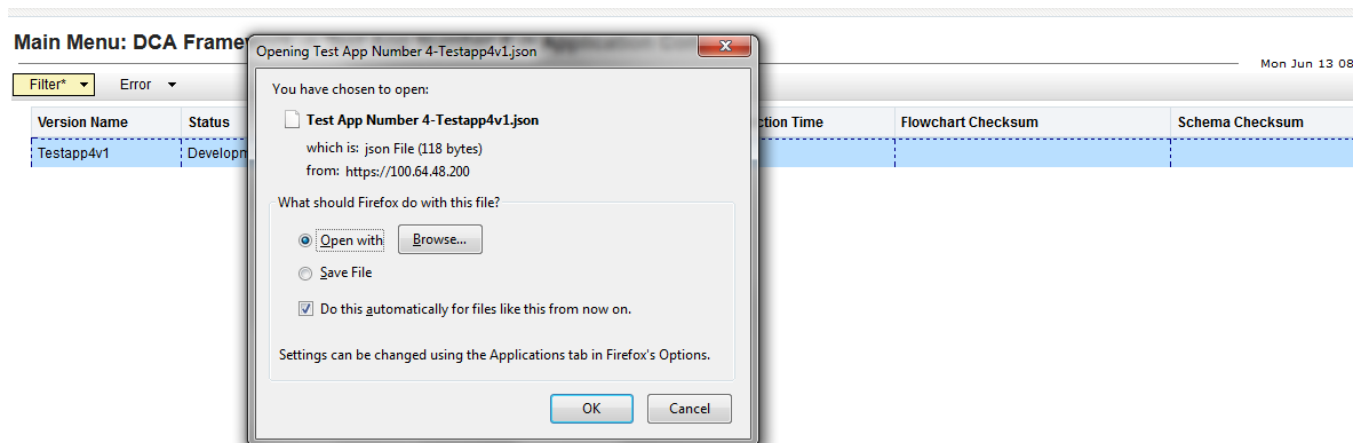 Main Menu: DCA Frame
Opening Test App Number 4-Testapp4v1.json
Mon Jun 13 08
Filter* Error
You have chosen to open:
Version Name Status ction Time Flowchart Checksum Schema Checksum
Test App Number 4-Testapp4v1.json
Testapp4v1 Developm
which is: json File (118 bytes)
from: https://100.64.48.200
What should Firefox do with this file?
Open with Browse...
Save File
Do this automatically for files like this from now on.
Settings can be changed using the Applications tab in Firefox's Options.
OK Cancel